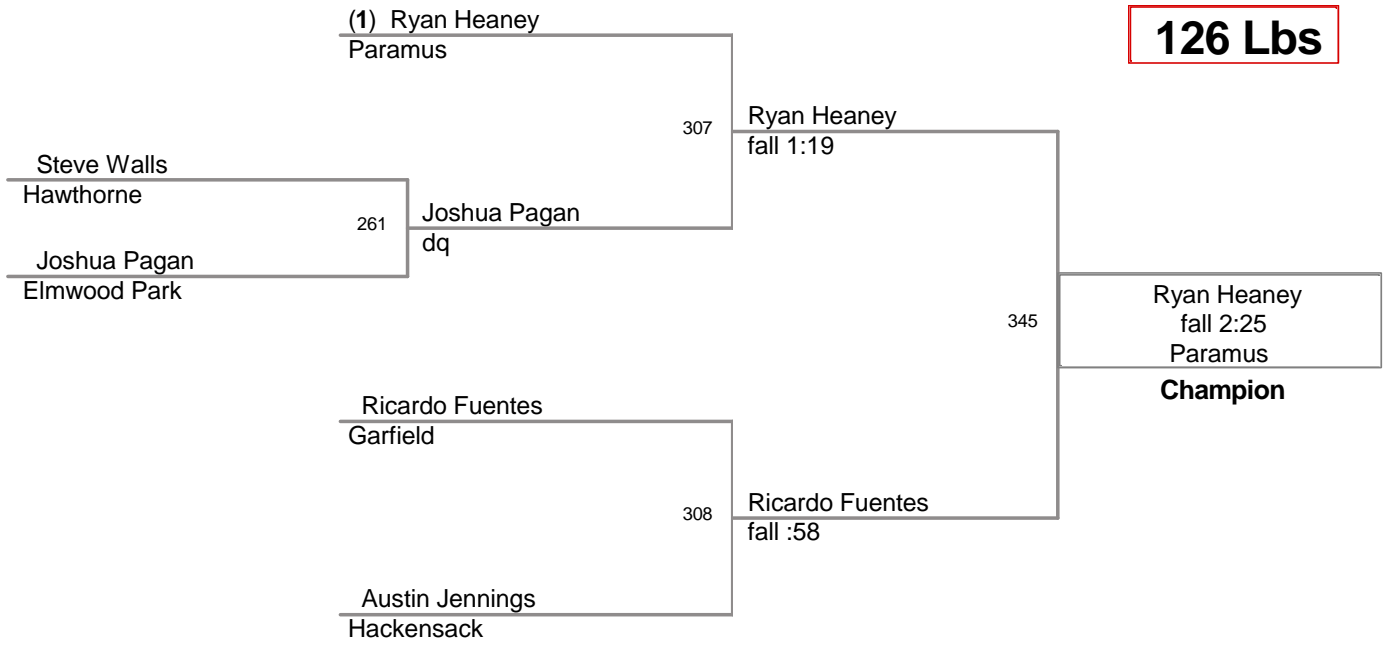 (1) Ryan Heaney
Paramus
126 Lbs
307
Ryan Heaney
fall 1:19
Steve Walls
Hawthorne
261
Joshua Pagan
dq
Joshua Pagan
Elmwood Park
345
Ryan Heaney
fall 2:25
Paramus
Champion
Ricardo Fuentes
Garfield
308
Ricardo Fuentes
fall :58
Austin Jennings
Hackensack